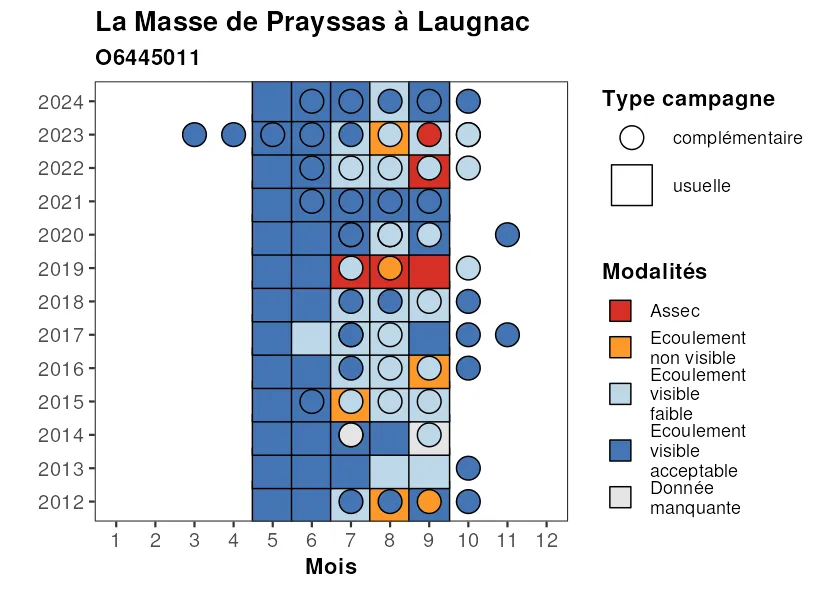 La Masse de Prayssas à Laugnac
O6445011
2024
2023
2022
2021
2020
2019
2018
2017
2016
2015
2014
2013
2012
1 2 3 4 5 6 7 8 9 10 11 12
Mois
Type campagne
complémentaire
usuelle
Modalités
Assec
Ecoulement
non visible
Ecoulement
visible
faible
Ecoulement
visible
acceptable
Donnée
manquante